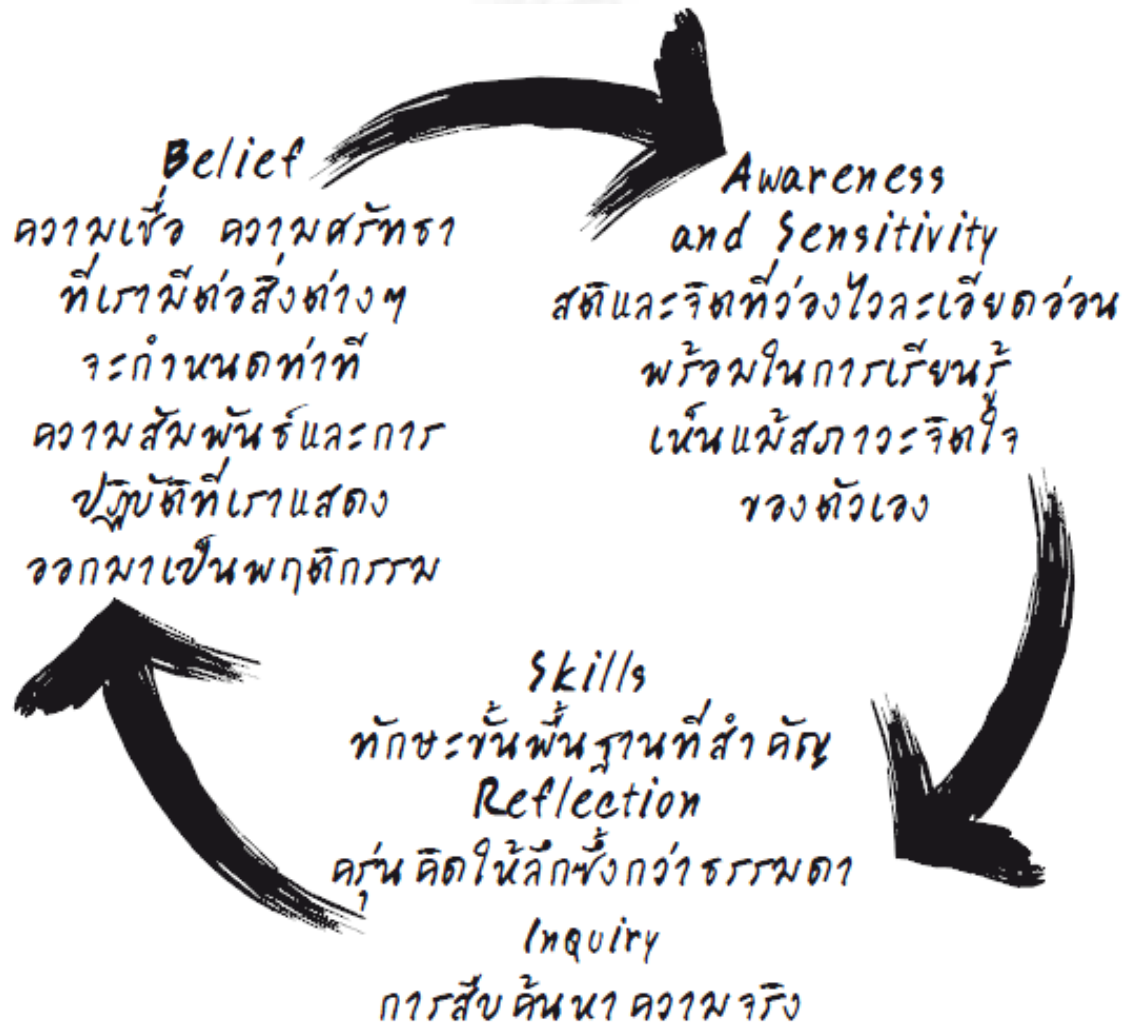 Belief
ความเชื่อ ความศรัทธา
ที่เรามีต่อสิ่งต่างๆ
จะกำหนดท่าที
ความสัมพันธ์และการ
ปฏิบัติที่เราแสดง
ออกมาเป็นพฤติกรรม
Awareness
and Sensitivity
สติและจิตที่ว่องไวละเอียดอ่อน
พร้อมในการเรียนรู้
เห็นแม้สภาวะจิตใจ
ของตัวเอง
Skills
ทักษะขั้นพื้นฐานที่สำคัญ
Reflection
ครุ่นคิดให้ลึกซึ้งกว่าธรรมดา
Inquiry
การสืบค้นหาความจริง